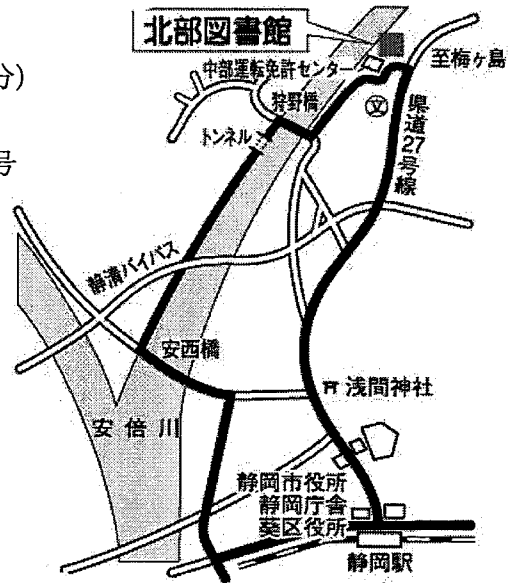 北部図書館
分)
中部運転免許センター
至梅ヶ島
狩野橋
文
トンネル
県道27号線
号
静清バイパス
安西橋
浅間神社
安倍川
静岡市役所
静岡庁舎
葵区役所
静岡駅